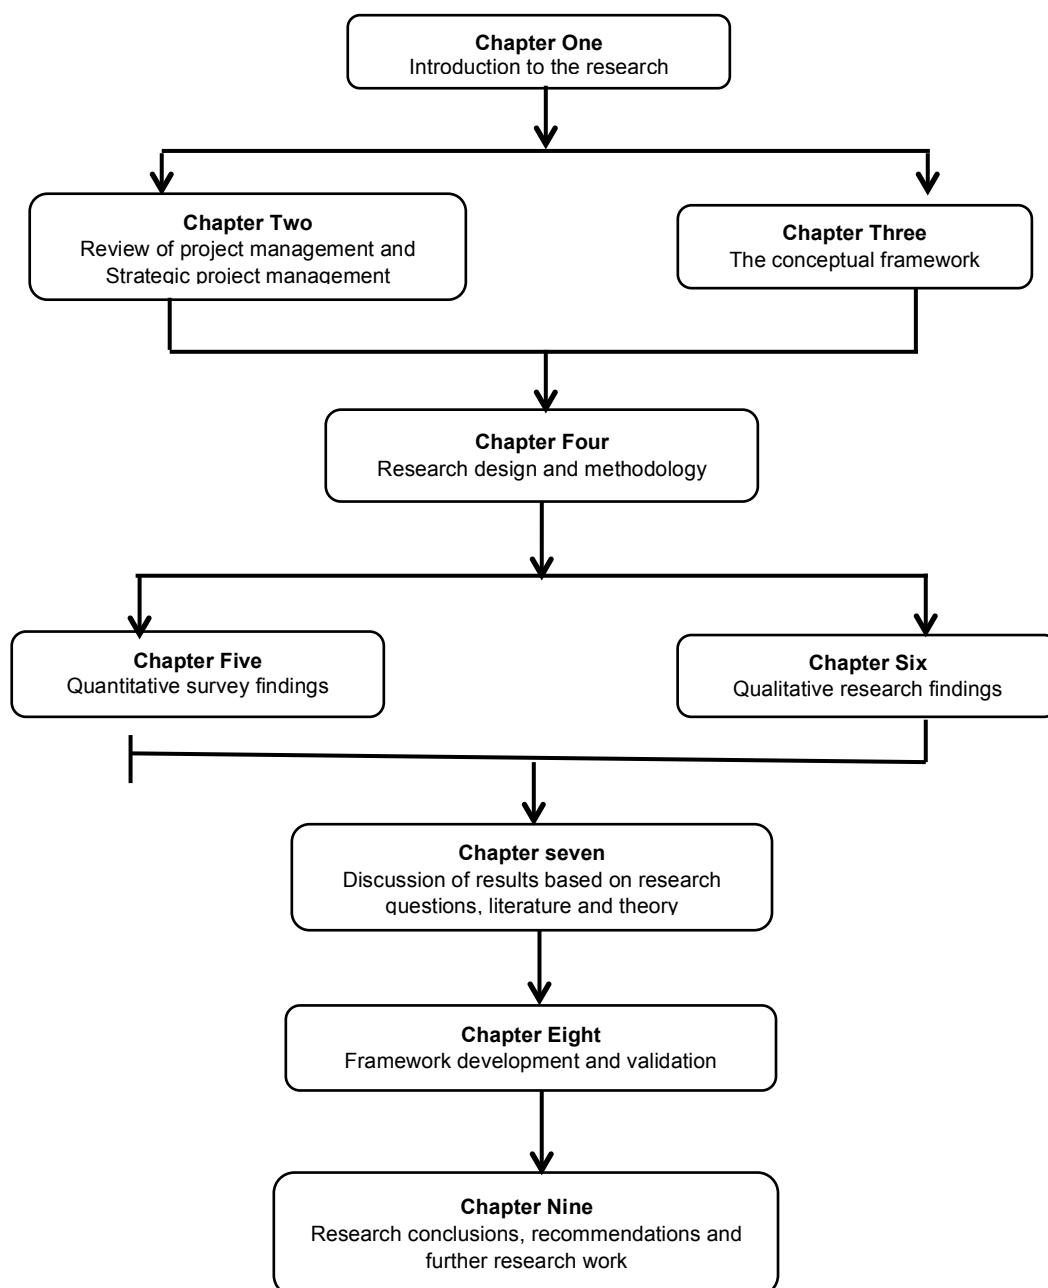 Chapter One
Introduction to the research
Chapter Two
Review of project management and
Strategic project management
Chapter Three
The conceptual framework
Chapter Four
Research design and methodology
Chapter Five
Quantitative survey findings
Chapter Six
Qualitative research findings
Chapter seven
Discussion of results based on research
questions, literature and theory
Chapter Eight
Framework development and validation
Chapter Nine
Research conclusions, recommendations and
further research work